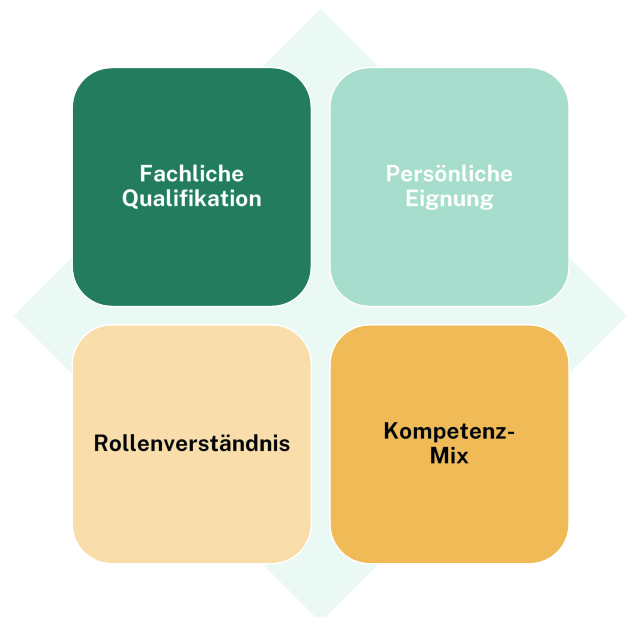 Fachliche
Qualifikation
Persönliche
Eignung
Rollenverständnis
Kompetenz-
Mix